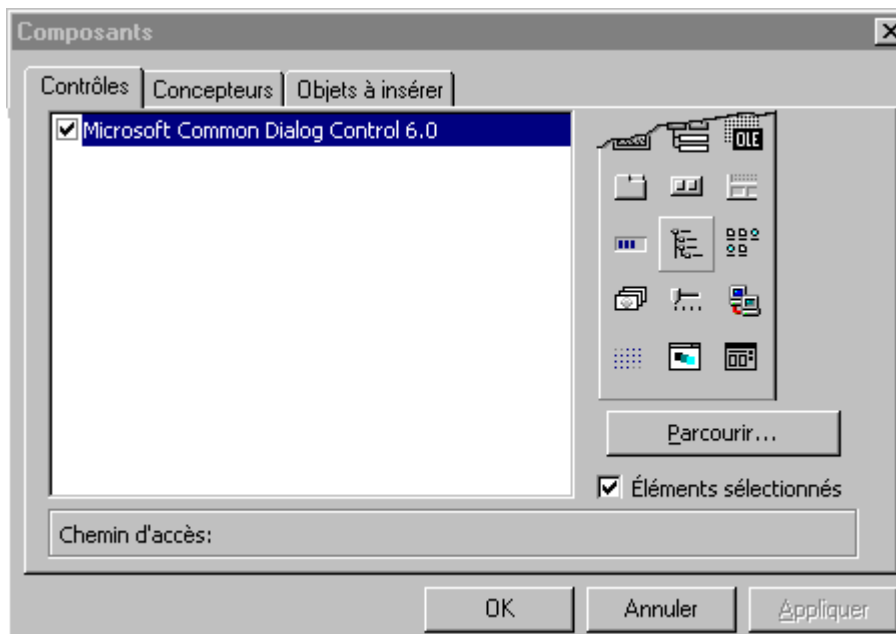 Composants
Contrôles Concepteurs Objets à insérer
Microsoft Common Dialog Control 6.0
OLE
Parcourir...
Éléments sélectionnés
Chemin d'accès:
OK Annuler Appliquer